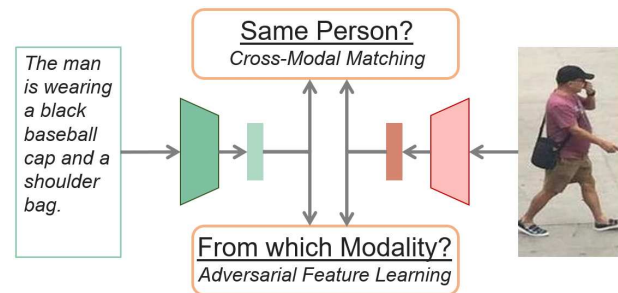 Same Person?
Cross-Modal Matching
The man
is wearing
a black
baseball
cap and a
shoulder
bag.
From which Modality?
Adversarial Feature Learning